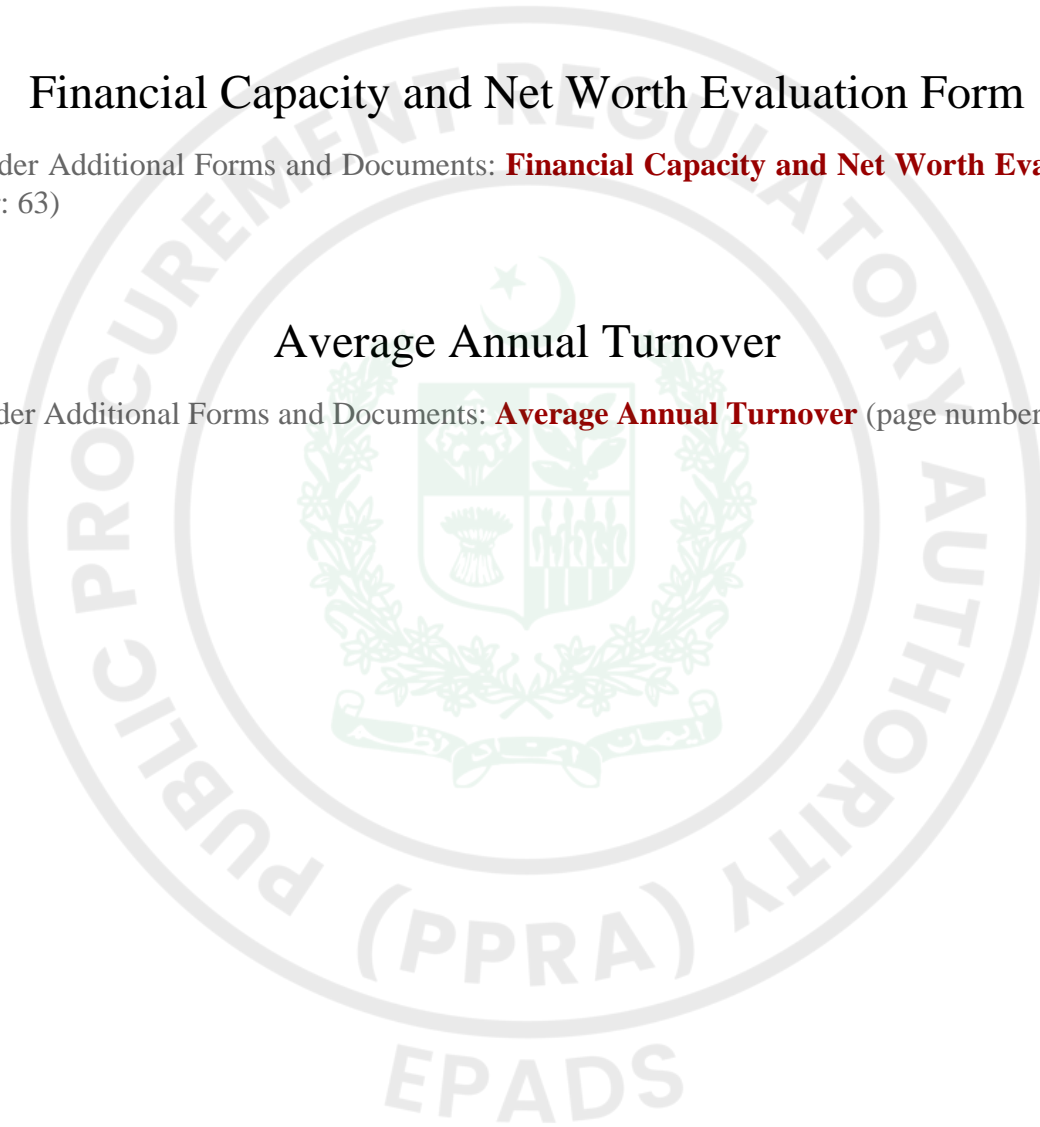 Financial Capacity and Net Worth Evaluation Form
der Additional Forms and Documents: Financial Capacity and Net Worth Eva
: 63)
Average Annual Turnover
der Additional Forms and Documents: Average Annual Turnover (page number
PUBLIC PROCUREMENT REGULATORY AUTHORITY
(PPRA)
EPADS